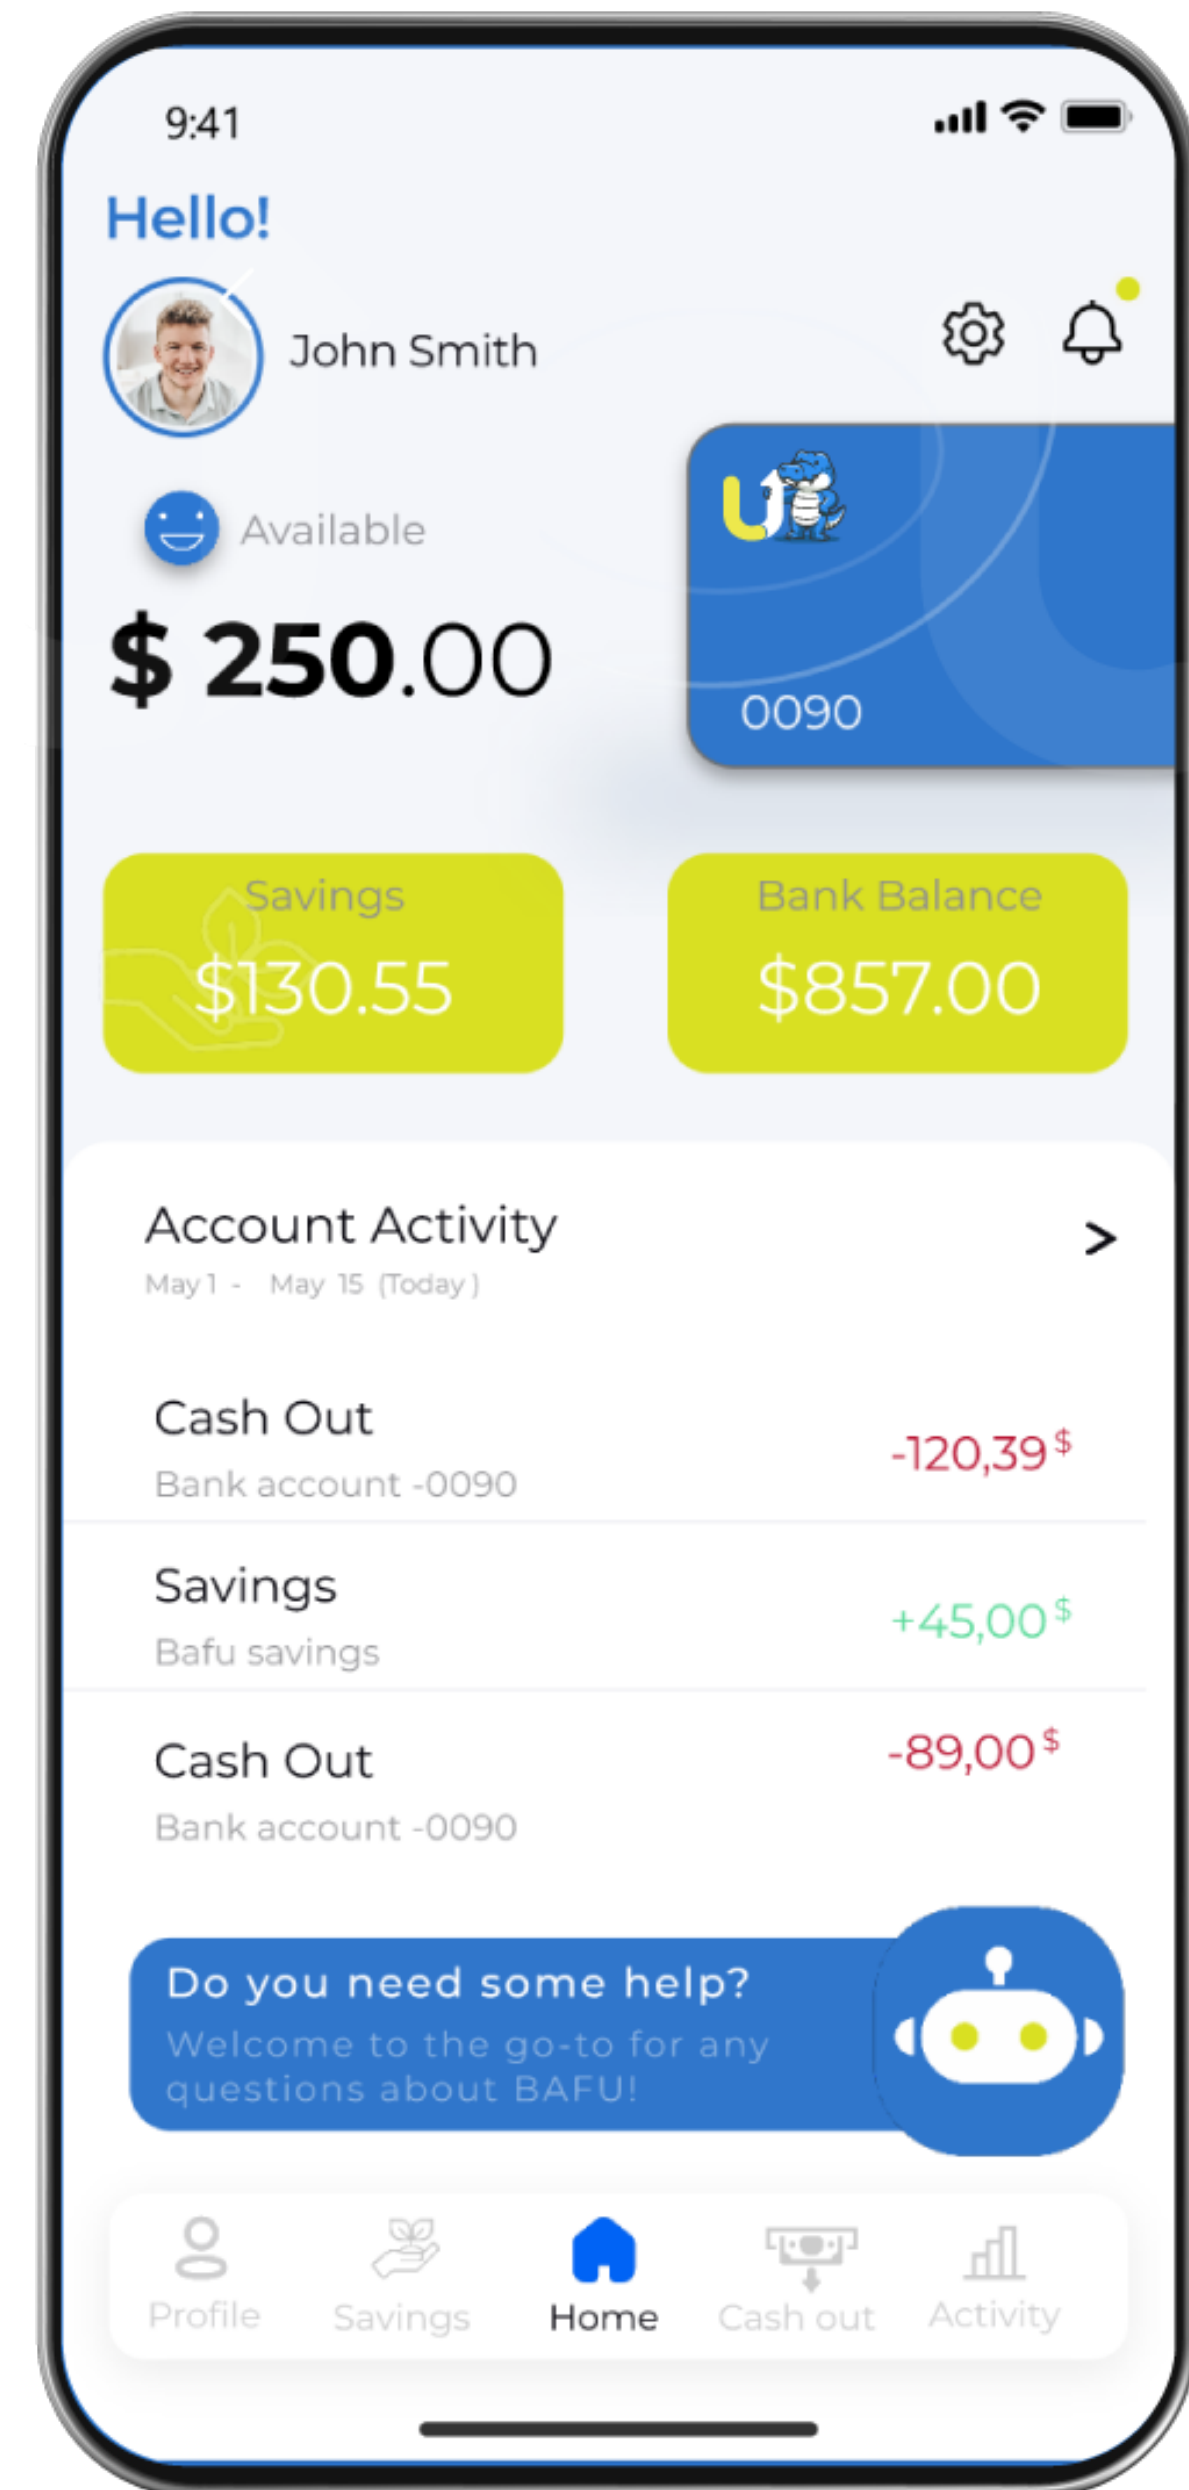 9:41
Hello!
John Smith
Available
$ 250.00
0090
Savings
$130.55
Bank Balance
$857.00
Account Activity
>
May 1 - May 15 (Today)
Cash Out
-120,39$
Bank account -0090
Savings
+45,00$
Bafu savings
Cash Out
-89,00$
Bank account -0090
Do you need some help?
Welcome to the go-to for any
questions about BAFU!
Profile
Savings
Home
Cash out
Activity